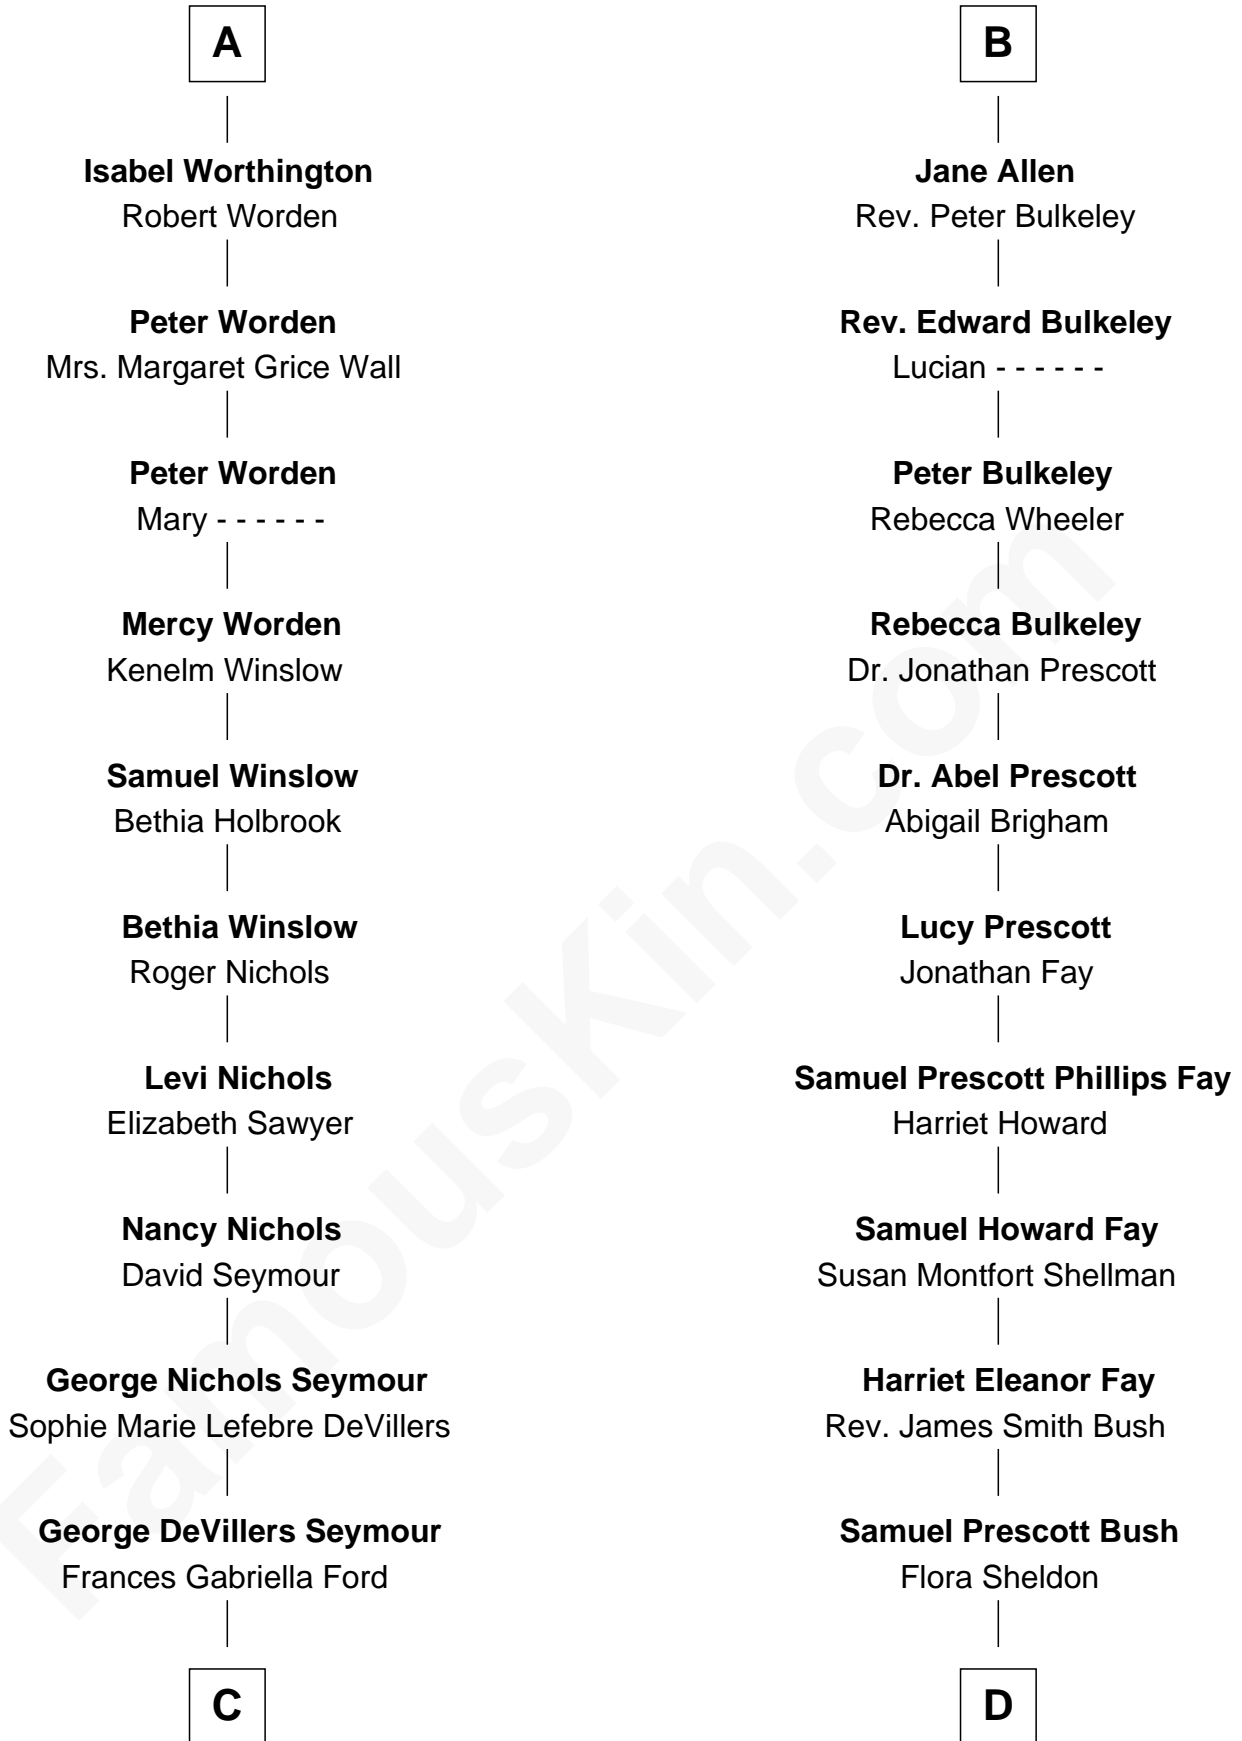 A
Isabel Worthington
Robert Worden
Peter Worden
Mrs. Margaret Grice Wall
Peter Worden
Mary - - - - - -
Mercy Worden
Kenelm Winslow
Samuel Winslow
Bethia Holbrook
Bethia Winslow
Roger Nichols
Levi Nichols
Elizabeth Sawyer
Nancy Nichols
David Seymour
George Nichols Seymour
Sophie Marie Lefebre DeVillers
George DeVillers Seymour
Frances Gabriella Ford
C
B
Jane Allen
Rev. Peter Bulkeley
Rev. Edward Bulkeley
Lucian - - - - - -
Peter Bulkeley
Rebecca Wheeler
Rebecca Bulkeley
Dr. Jonathan Prescott
Dr. Abel Prescott
Abigail Brigham
Lucy Prescott
Jonathan Fay
Samuel Prescott Phillips Fay
Harriet Howard
Samuel Howard Fay
Susan Montfort Shellman
Harriet Eleanor Fay
Rev. James Smith Bush
Samuel Prescott Bush
Flora Sheldon
D
FamousKin.com